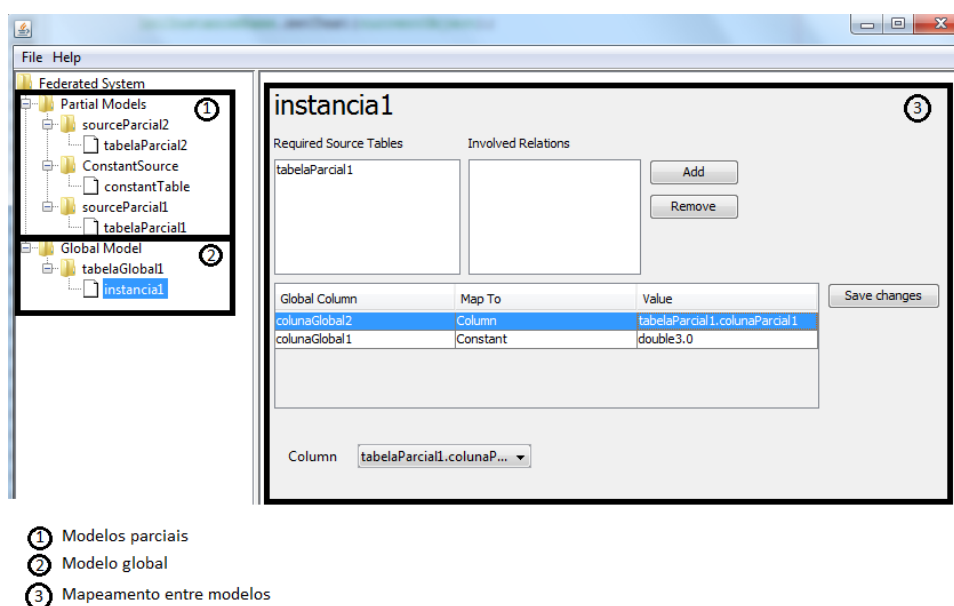 File Help
Federated System
Partial Models
1
sourceParcial2
tabelaParcial2
ConstantSource
constantTable
sourceParcial1
tabelaParcial1
Global Model
2
tabelaGlobal1
instancia1
instancia1
3
Required Source Tables Involved Relations
tabelaParcial1
Add
Remove
Global Column Map To Value
colunaGlobal2 Column tabelaParcial1.colunaParcial1
colunaGlobal1 Constant double3.0
Save changes
Column tabelaParcial1.colunaP...
1 Modelos parciais
2 Modelo global
3 Mapeamento entre modelos